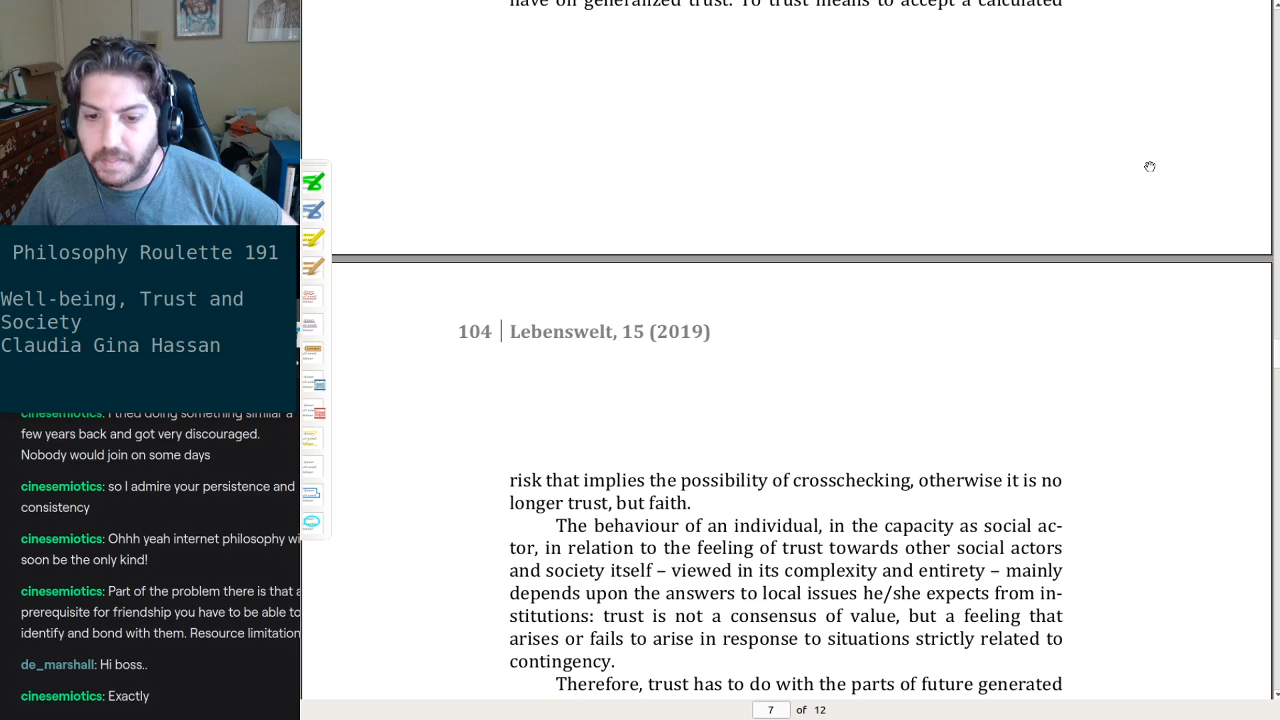 have on generalized trust. To trust means to accept a calculated
104 | Lebenswelt, 15 (2019)
risk that implies the possibility of crosschecking, otherwise it is no
longer trust, but faith.
The behaviour of an individual, in the capacity as social ac-
tor, in relation to the feeling of trust towards other social actors
and society itself – viewed in its complexity and entirety – mainly
depends upon the answers to local issues he/she expects from in-
stitutions: trust is not a consensus of value, but a feeling that
arises or fails to arise in response to situations strictly related to
contingency.
Therefore, trust has to do with the parts of future generated
7 of 12
Philosophy Roulette 191
Well-being, Trust and
Society
Claudia Gina Hassan
cinesemiotics: I tried doing something similar a
few years back and got very discouraged.
Nobody would join on some days
cinesemiotics: so I admire your persistence and
consistency
cinesemiotics: Ohhh yeah internet philosophy w
soon be the only kind!
cinesemiotics: Part of the problem there is that a
prerequisite for friendship you have to be able to
identify and bond with them. Resource limitation
de_marshall: Hi boss..
cinesemiotics: Exactly